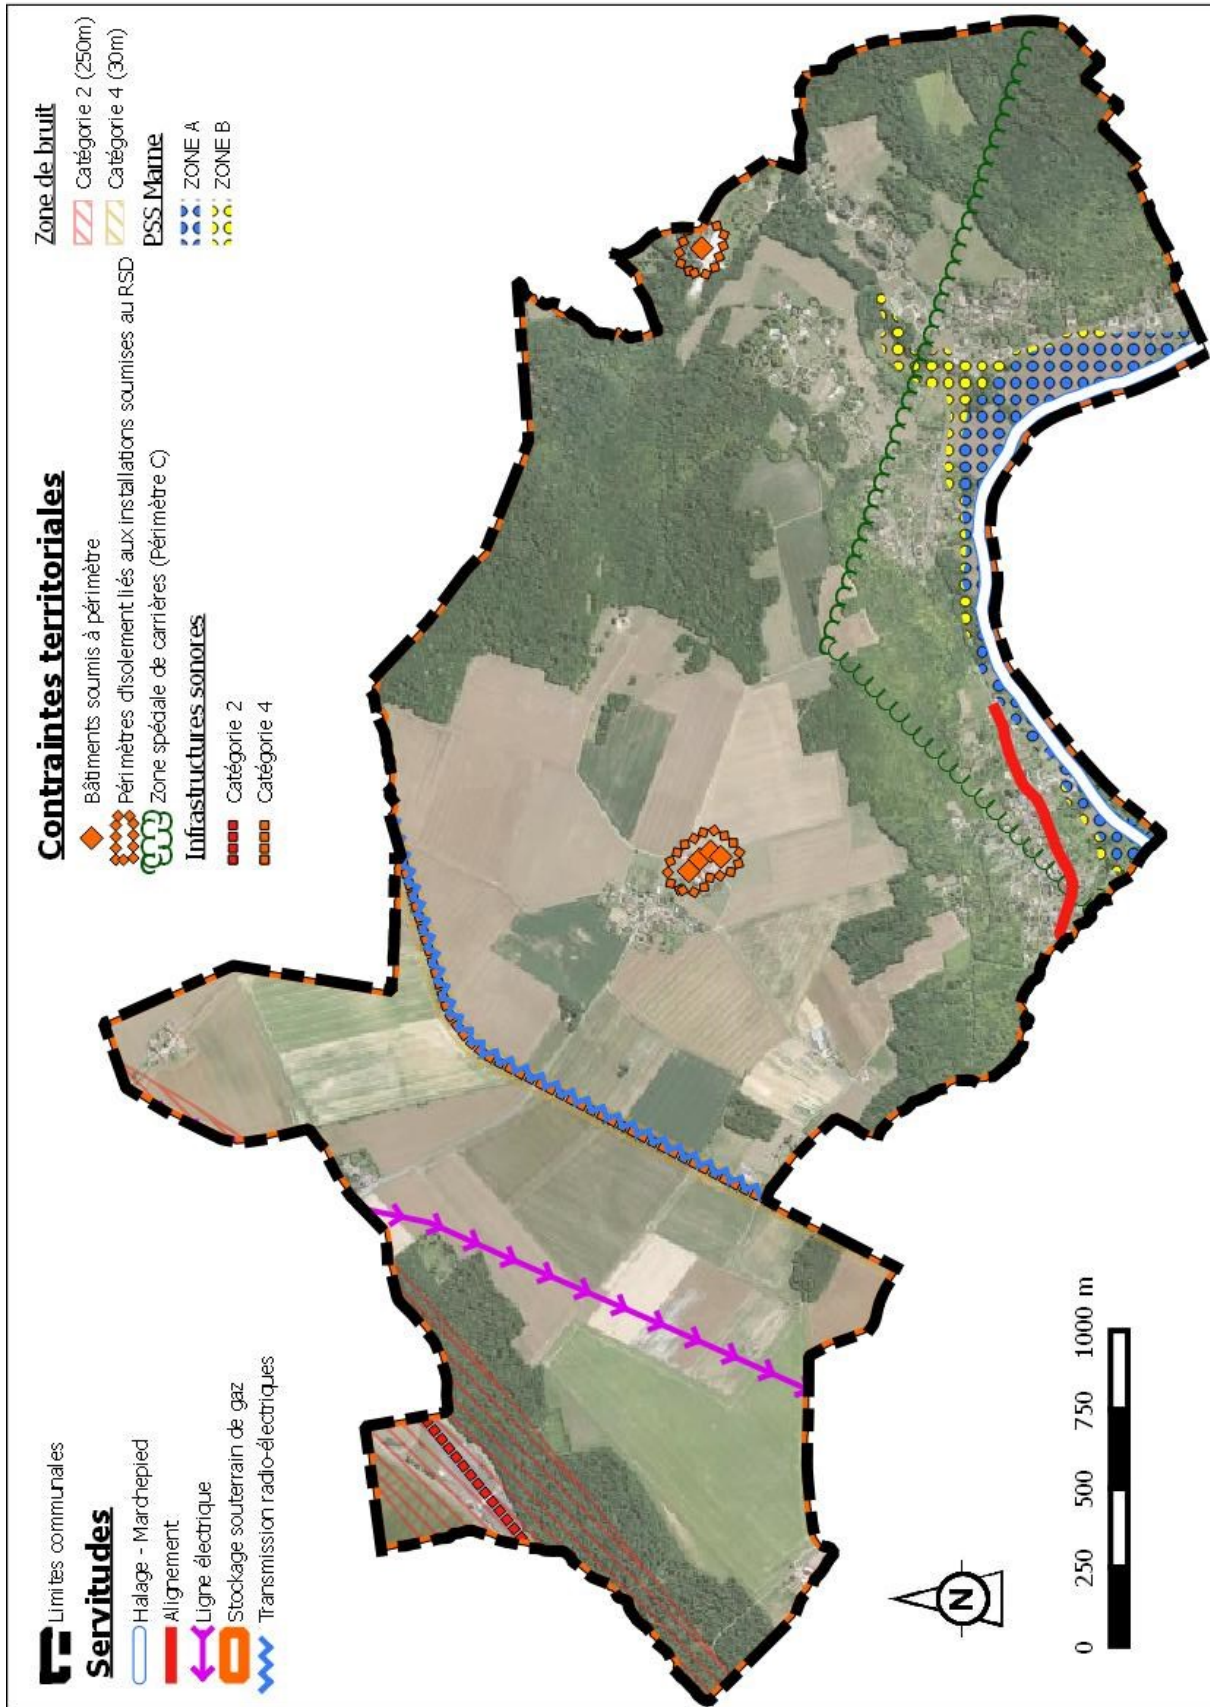 Limites communales
Servitudes
Halage - Marchepied
Alignement
Ligne électrique
Stockage souterrain de gaz
Transmission radio-électriques
Contraintes territoriales
Bâtiments soumis à périmètre
Périmètres d'isolement liés aux installations soumises au RSD
Zone spéciale de carrières (Périmètre C)
Infrastructures sonores
Catégorie 2
Catégorie 4
Zone de bruit
Catégorie 2 (250m)
Catégorie 4 (30m)
PSS Marne
ZONE A
ZONE B
N
0 250 500 750 1000 m